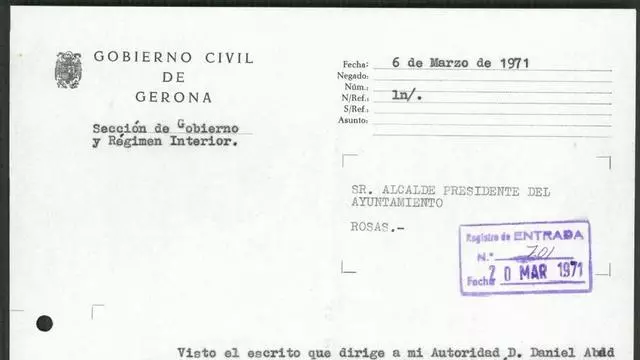 GOBIERNO CIVIL
DE
GERONA
Sección de Gobierno
y Régimen Interior.
Fecha: 6 de Marzo de 1971
Negado:
Núm.:
N/Ref.: ln/.
S/Ref.:
Asunto:
SR. ALCALDE PRESIDENTE DEL
AYUNTAMIENTO
ROSAS.-
Registro de ENTRADA
N.° 701
Fecha 20 MAR 1971
Visto el escrito que dirige a mi Autoridad D. Daniel